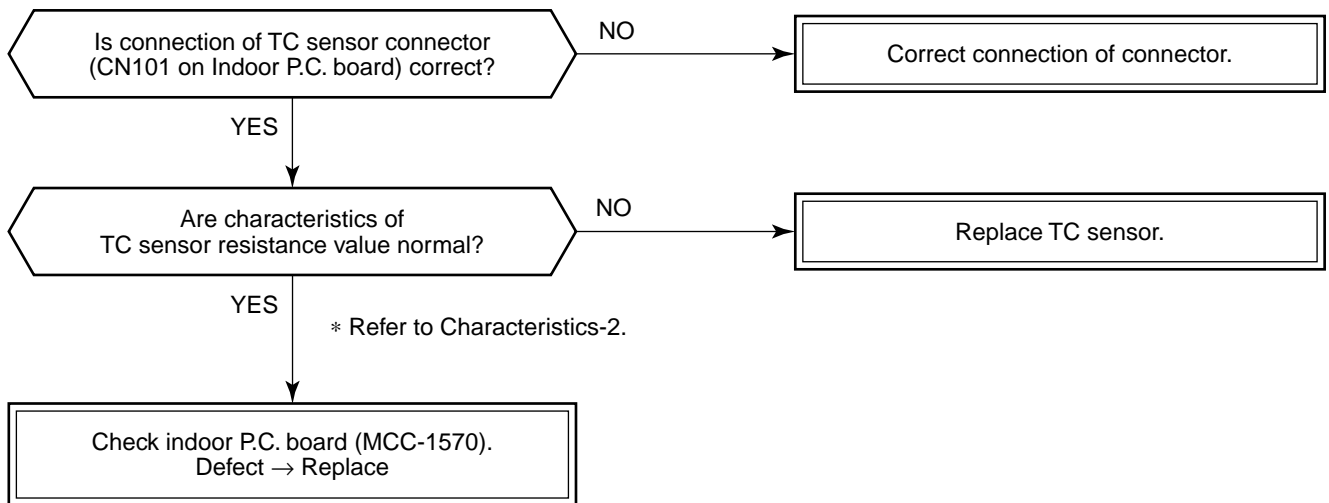 Is connection of TC sensor connector
(CN101 on Indoor P.C. board) correct?
NO
Correct connection of connector.
YES
Are characteristics of
TC sensor resistance value normal?
NO
Replace TC sensor.
YES
* Refer to Characteristics-2.
Check indoor P.C. board (MCC-1570).
Defect → Replace